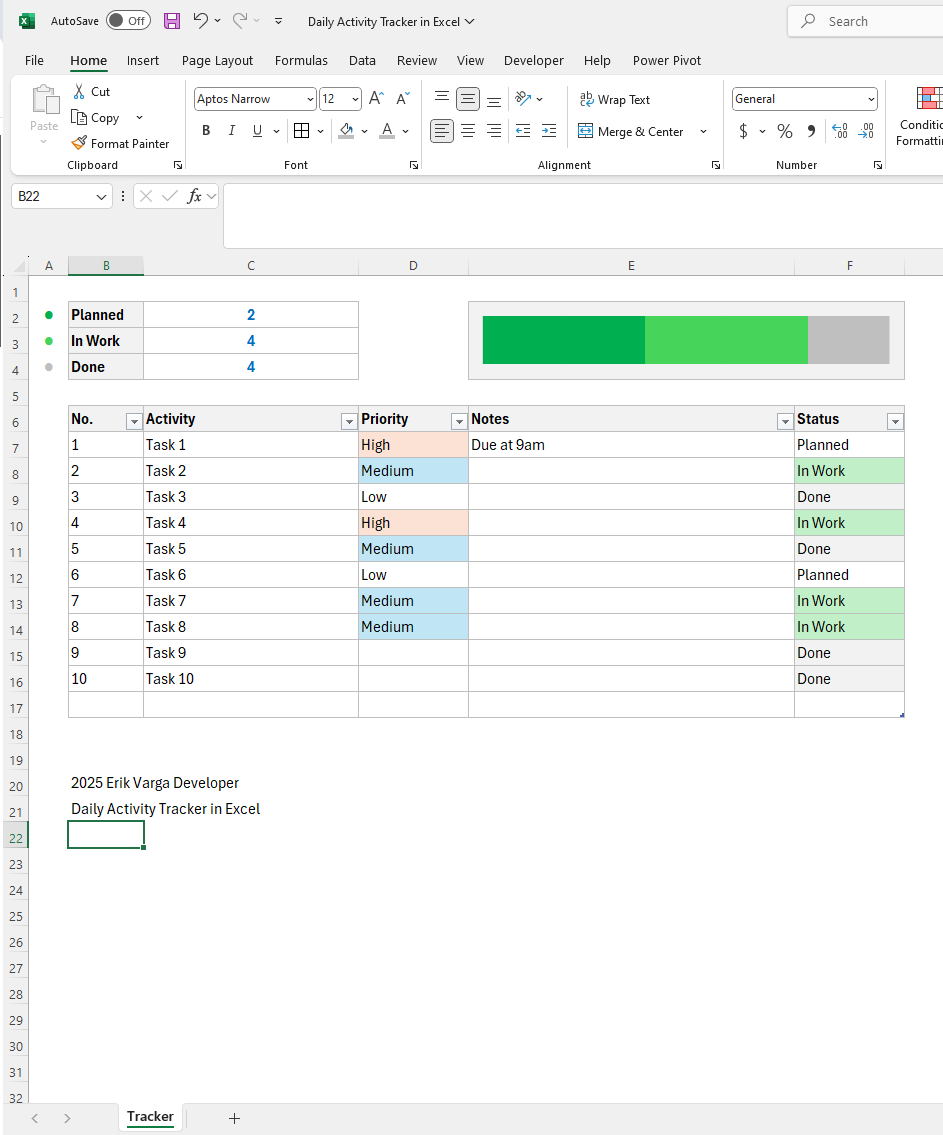 AutoSave Off Daily Activity Tracker in Excel Search
File Home Insert Page Layout Formulas Data Review View Developer Help Power Pivot
Paste Cut Copy Format Painter Clipboard
Aptos Narrow 12 A A B I U A Font
ab Wrap Text Merge & Center Alignment
General $ % 9 .00 .00 Number
Conditio
Formattin
B22 fx
A B C D E F
1
2 Planned 2
3 In Work 4
4 Done 4
5
6 No. Activity Priority Notes Status
7 1 Task 1 High Due at 9am Planned
8 2 Task 2 Medium In Work
9 3 Task 3 Low Done
10 4 Task 4 High In Work
11 5 Task 5 Medium Done
12 6 Task 6 Low Planned
13 7 Task 7 Medium In Work
14 8 Task 8 Medium In Work
15 9 Task 9 Done
16 10 Task 10 Done
17
18
19
20 2025 Erik Varga Developer
21 Daily Activity Tracker in Excel
22
23
24
25
26
27
28
29
30
31
32
Tracker